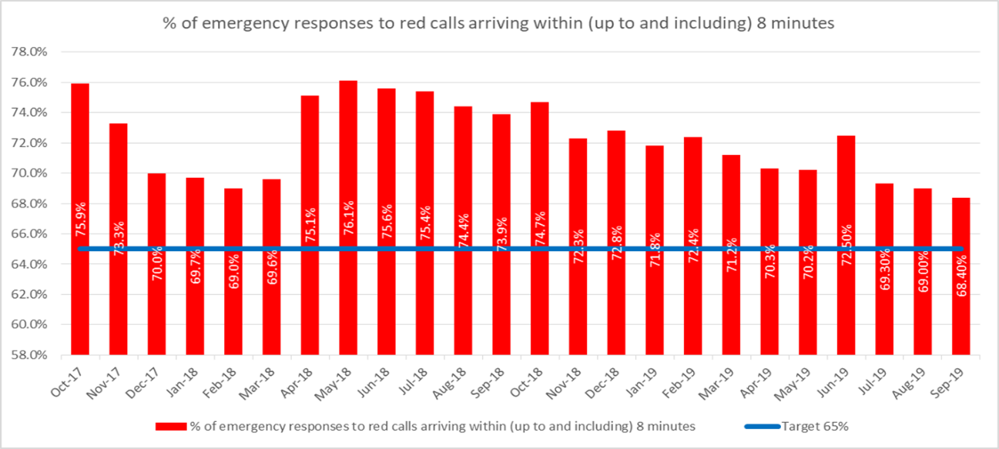 % of emergency responses to red calls arriving within (up to and including) 8 minutes
78.0%
76.0%
74.0%
72.0%
70.0%
68.0%
66.0%
64.0%
62.0%
60.0%
58.0%
75.9%
73.3%
70.0%
69.7%
69.0%
69.6%
75.1%
76.1%
75.6%
75.4%
74.4%
73.9%
74.7%
72.3%
72.8%
71.8%
72.4%
71.2%
70.3%
70.2%
72.50%
69.30%
69.00%
68.40%
Oct-17
Nov-17
Dec-17
Jan-18
Feb-18
Mar-18
Apr-18
May-18
Jun-18
Jul-18
Aug-18
Sep-18
Oct-18
Nov-18
Dec-18
Jan-19
Feb-19
Mar-19
Apr-19
May-19
Jun-19
Jul-19
Aug-19
Sep-19
% of emergency responses to red calls arriving within (up to and including) 8 minutes
Target 65%